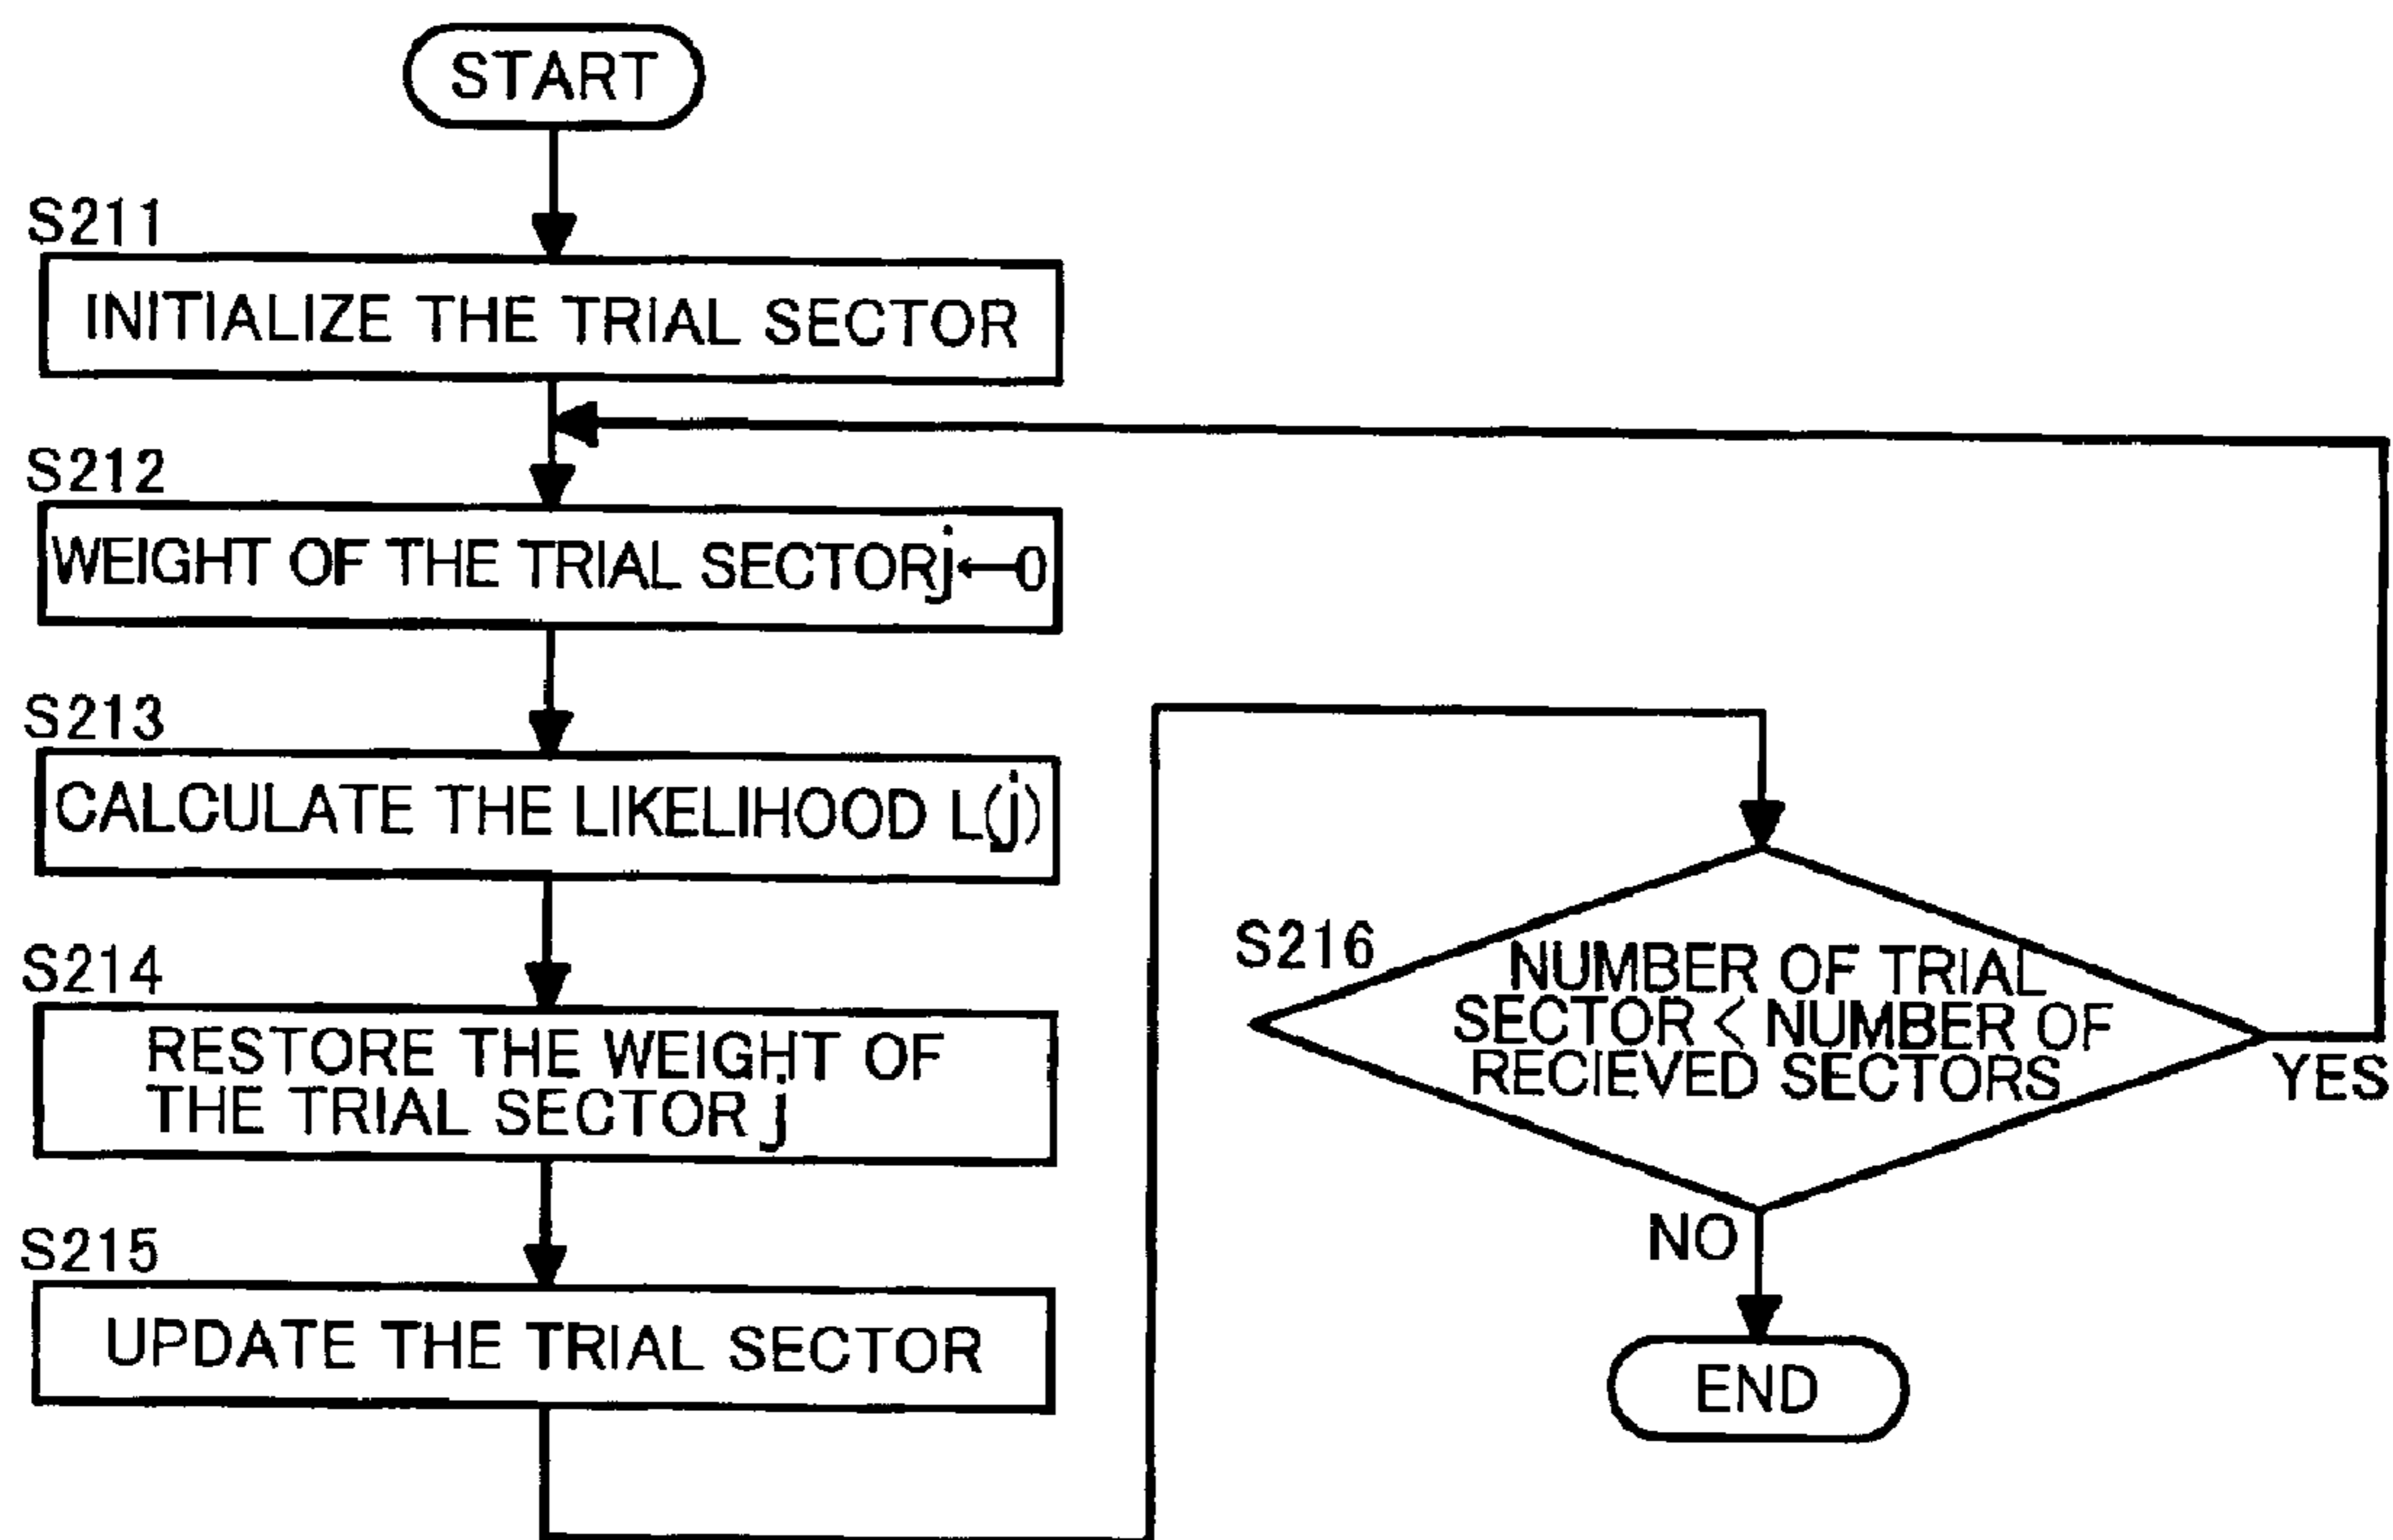 START
S211
INITIALIZE THE TRIAL SECTOR
S212
WEIGHT OF THE TRIAL SECTORj←0
S213
CALCULATE THE LIKELIHOOD L(j)
S214
RESTORE THE WEIGHT OF
THE TRIAL SECTOR j
S215
UPDATE THE TRIAL SECTOR
S216
NUMBER OF TRIAL
SECTOR < NUMBER OF
RECIEVED SECTORS
YES
NO
END